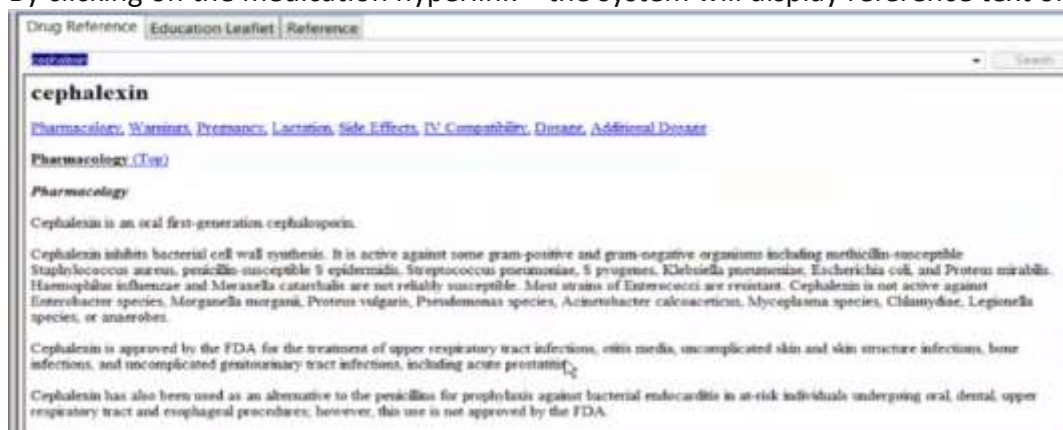 By clicking on the medication hyperlink – the system will display reference text o
Drug Reference Education Leaflet Reference
cephalexin Search
cephalexin
Pharmacology, Warnings, Pregnancy, Lactation, Side Effects, IV Compatibility, Dosage, Additional Dosage
Pharmacology (Top)
Pharmacology
Cephalexin is an oral first-generation cephalosporin.
Cephalexin inhibits bacterial cell wall synthesis. It is active against some gram-positive and gram-negative organisms including methicillin-susceptible
Staphylococcus aureus, penicillin-susceptible S epidermidis, Streptococcus pneumoniae, S pyogenes, Klebsiella pneumoniae, Escherichia coli, and Proteus mirabilis.
Haemophilus influenzae and Moraxella catarrhalis are not reliably susceptible. Most strains of Enterococci are resistant. Cephalexin is not active against
Enterobacter species, Morganella morganii, Proteus vulgaris, Pseudomonas species, Acinetobacter calcoaceticus, Mycoplasma species, Chlamydiae, Legionella
species, or anaerobes.
Cephalexin is approved by the FDA for the treatment of upper respiratory tract infections, otitis media, uncomplicated skin and skin structure infections, bone
infections, and uncomplicated genitourinary tract infections, including acute prostatitis.
Cephalexin has also been used as an alternative to the penicillins for prophylaxis against bacterial endocarditis in at-risk individuals undergoing oral, dental, upper
respiratory tract and esophageal procedures; however, this use is not approved by the FDA.